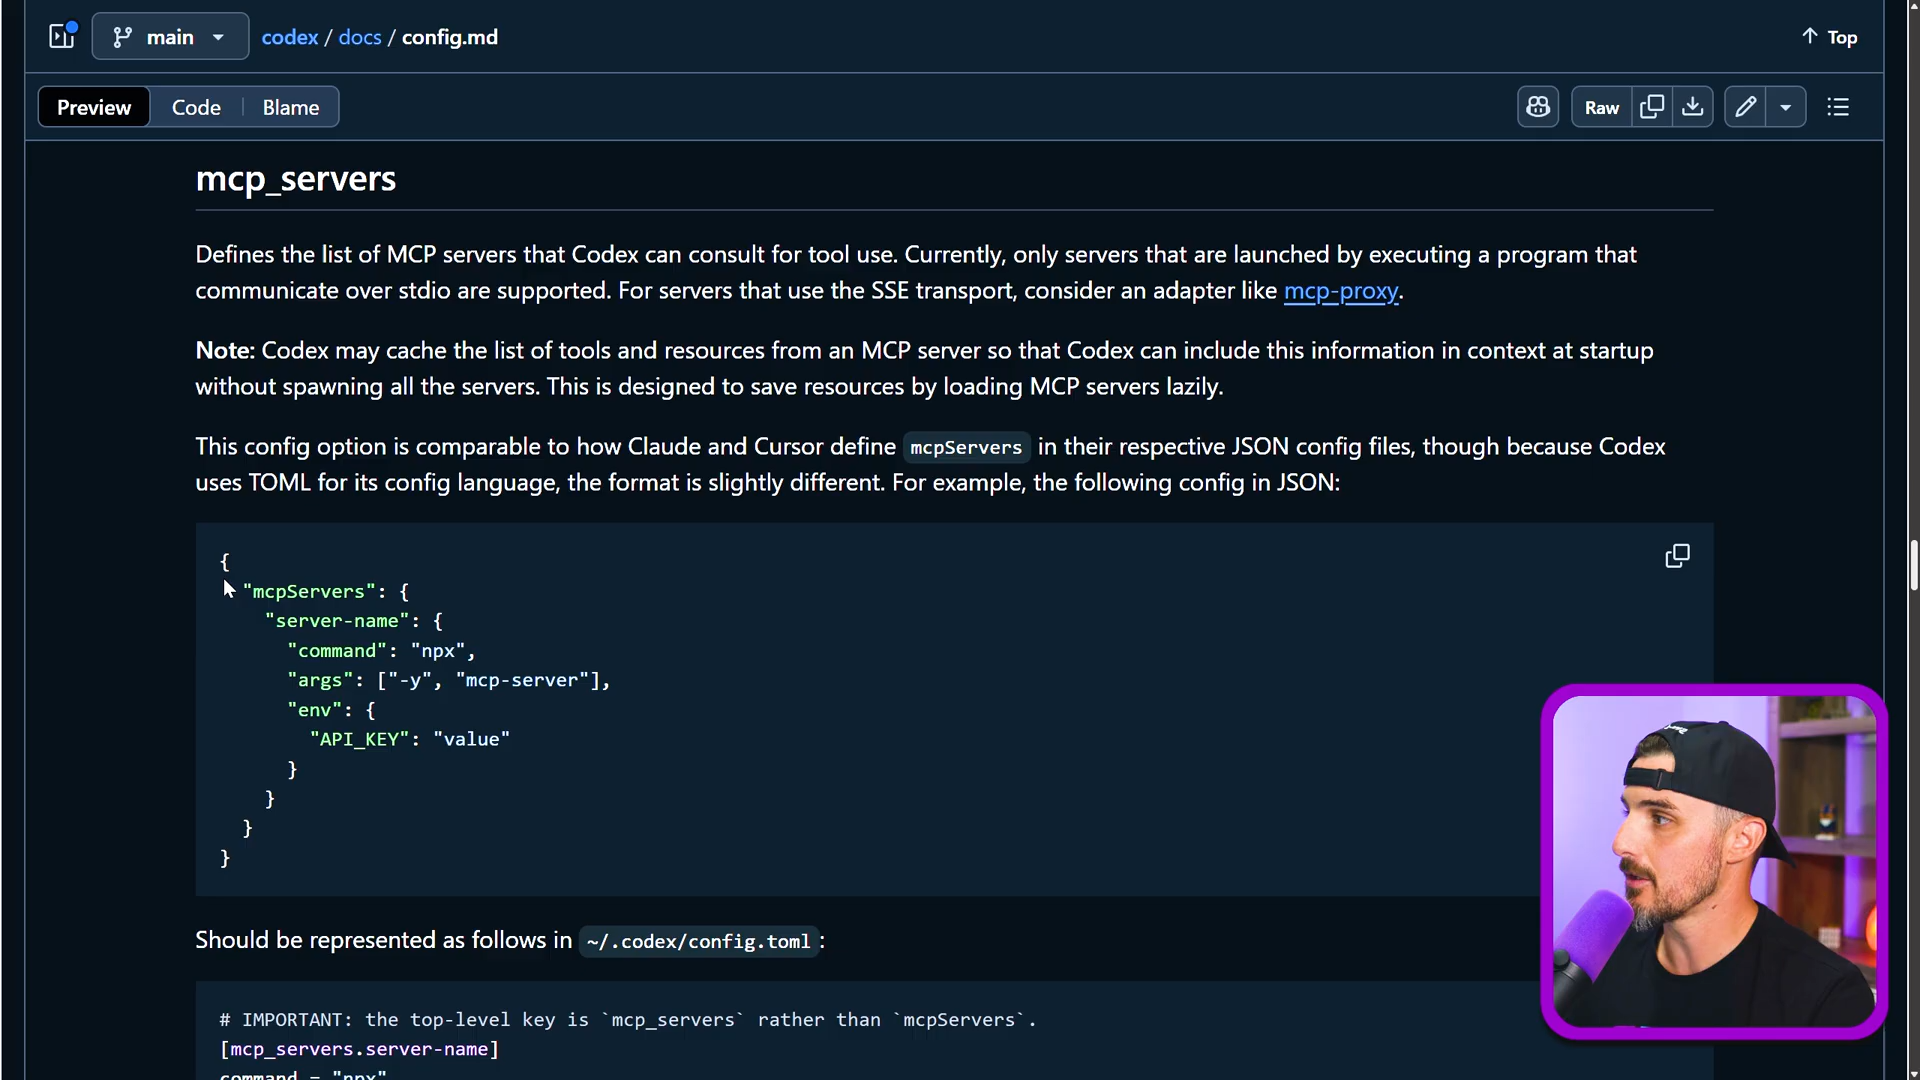 main
codex / docs / config.md
Top
Preview
Code
Blame
Raw
mcp_servers
Defines the list of MCP servers that Codex can consult for tool use. Currently, only servers that are launched by executing a program that
communicate over stdio are supported. For servers that use the SSE transport, consider an adapter like mcp-proxy.
Note: Codex may cache the list of tools and resources from an MCP server so that Codex can include this information in context at startup
without spawning all the servers. This is designed to save resources by loading MCP servers lazily.
This config option is comparable to how Claude and Cursor define mcpServers in their respective JSON config files, though because Codex
uses TOML for its config language, the format is slightly different. For example, the following config in JSON:
{
"mcpServers": {
"server-name": {
"command": "npx",
"args": ["-y", "mcp-server"],
"env": {
"API_KEY": "value"
}
}
}
}
Should be represented as follows in ~/.codex/config.toml:
# IMPORTANT: the top-level key is `mcp_servers` rather than `mcpServers`.
[mcp_servers.server-name]
command = "npx"